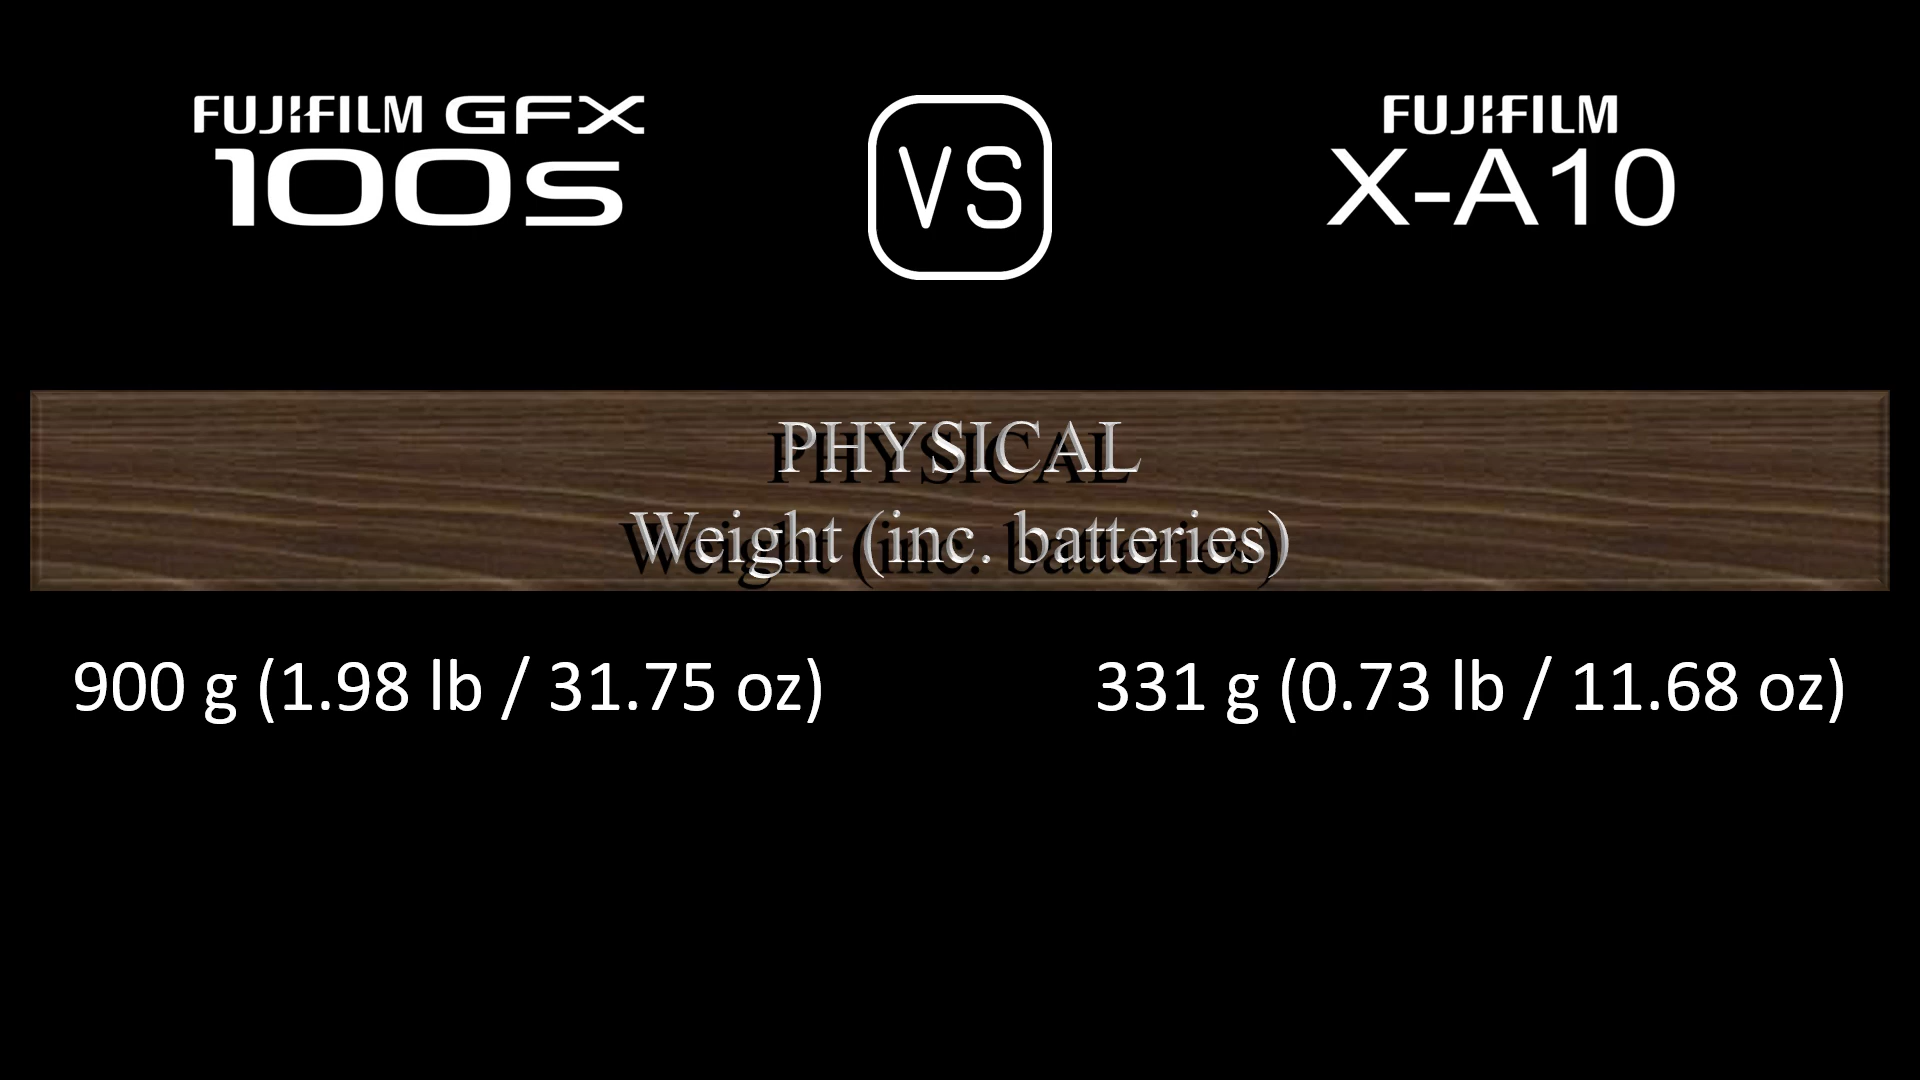 FUJIFILM GFX
100S
VS
FUJIFILM
X-A10
PHYSICAL
Weight (inc. batteries)
900 g (1.98 lb / 31.75 oz)
331 g (0.73 lb / 11.68 oz)